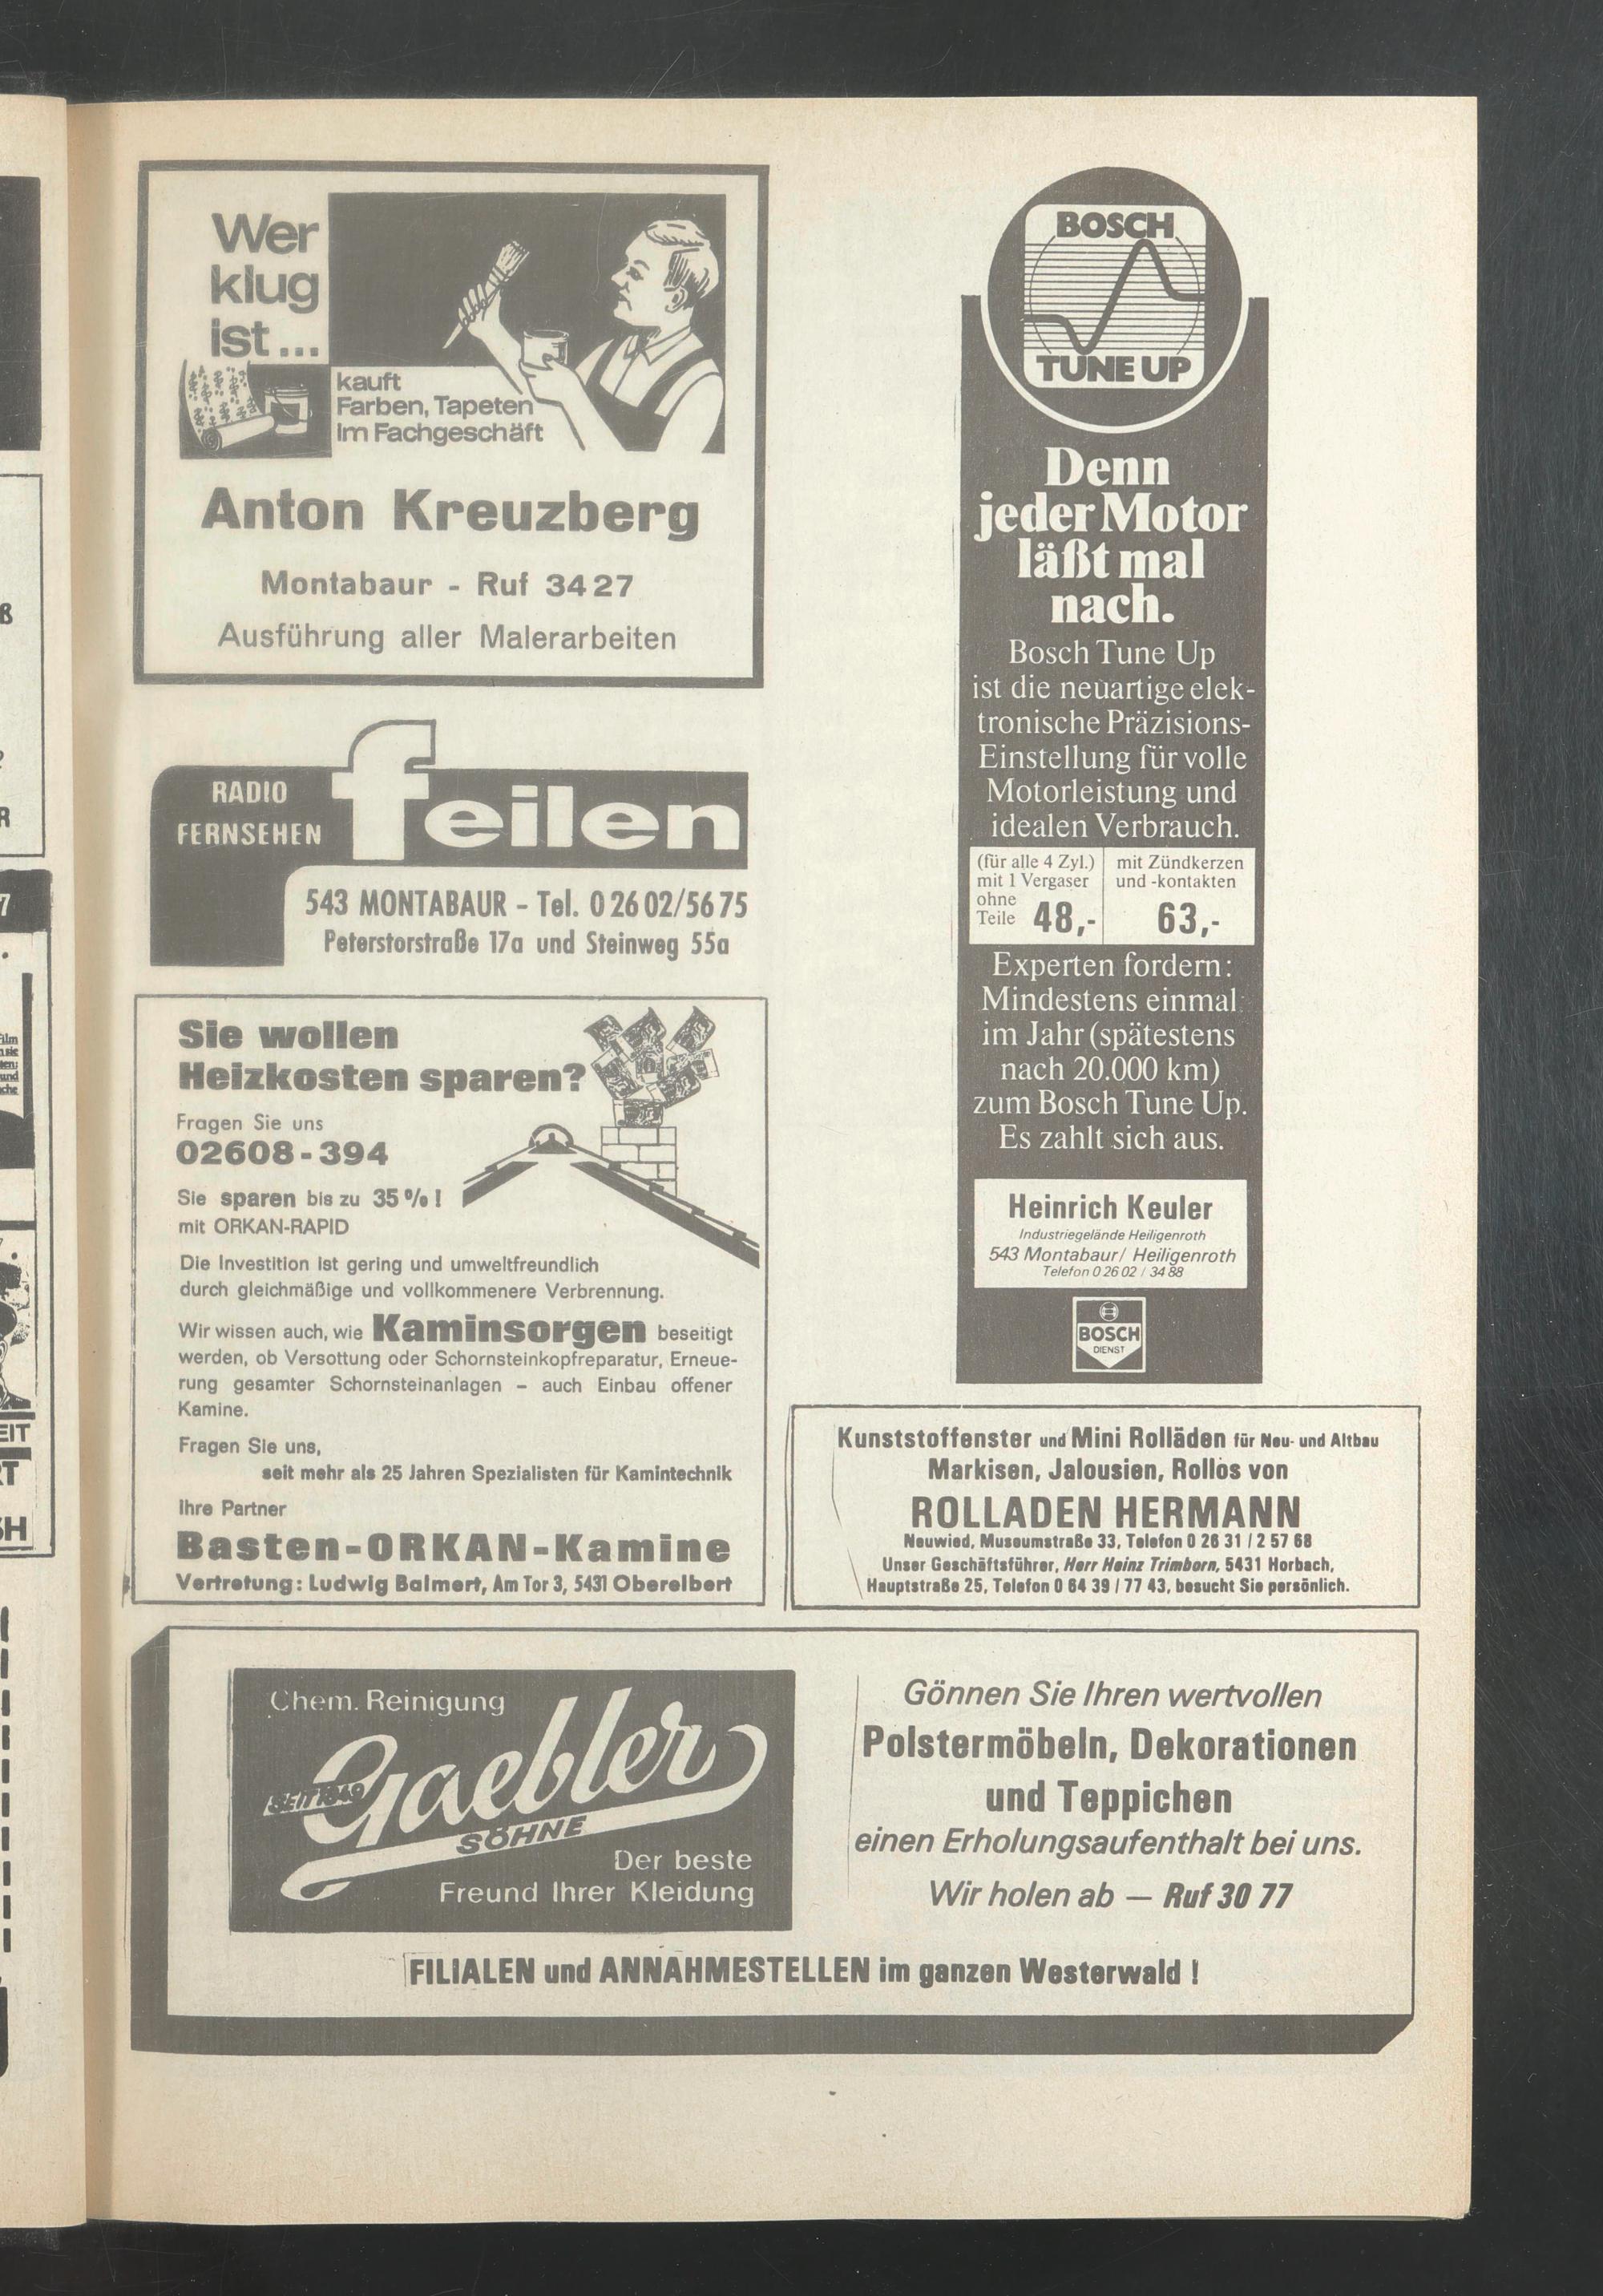 Wer
klug
ist...
kauft
Farben, Tapeten
im Fachgeschäft
Anton Kreuzberg
Montabaur - Ruf 34 27
Ausführung aller Malerarbeiten
RADIO
FERNSEHEN
feilen
543 MONTABAUR - Tel. 0 26 02/56 75
Peterstorstraße 17a und Steinweg 55a
Sie wollen
Heizkosten sparen?
Fragen Sie uns
02608-394
Sie sparen bis zu 35% !
mit ORKAN-RAPID
Die Investition ist gering und umweltfreundlich
durch gleichmäßige und vollkommenere Verbrennung.
Wir wissen auch, wie Kaminsorgen beseitigt
werden, ob Versottung oder Schornsteinkopfreparatur, Erneue-
rung gesamter Schornsteinanlagen - auch Einbau offener
Kamine.
Fragen Sie uns,
seit mehr als 25 Jahren Spezialisten für Kamintechnik
Ihre Partner
Basten-ORKAN-Kamine
Vertretung: Ludwig Balmert, Am Tor 3, 5431 Oberelbert
BOSCH
TUNE UP
Denn
jeder Motor
läßt mal
nach.
Bosch Tune Up
ist die neuartige elek-
tronische Präzisions-
Einstellung für volle
Motorleistung und
idealen Verbrauch.
(für alle 4 Zyl.)
mit 1 Vergaser
ohne
Teile 48,-
mit Zündkerzen
und -kontakten
63,-
Experten fordern:
Mindestens einmal
im Jahr (spätestens
nach 20.000 km)
zum Bosch Tune Up.
Es zahlt sich aus.
Heinrich Keuler
Industriegelände Heiligenroth
543 Montabaur/ Heiligenroth
Telefon 0 26 02 / 34 88
BOSCH
DIENST
Kunststoffenster und Mini Rolläden für Neu- und Altbau
Markisen, Jalousien, Rollos von
ROLLADEN HERMANN
Neuwied, Museumstraße 33, Telefon 0 26 31 / 2 57 68
Unser Geschäftsführer, Herr Heinz Trimborn, 5431 Horbach,
Hauptstraße 25, Telefon 0 64 39 / 77 43, besucht Sie persönlich.
Chem. Reinigung
SEIT 1849
Gaebler
SÖHNE
Der beste
Freund Ihrer Kleidung
Gönnen Sie Ihren wertvollen
Polstermöbeln, Dekorationen
und Teppichen
einen Erholungsaufenthalt bei uns.
Wir holen ab — Ruf 30 77
FILIALEN und ANNAHMESTELLEN im ganzen Westerwald !